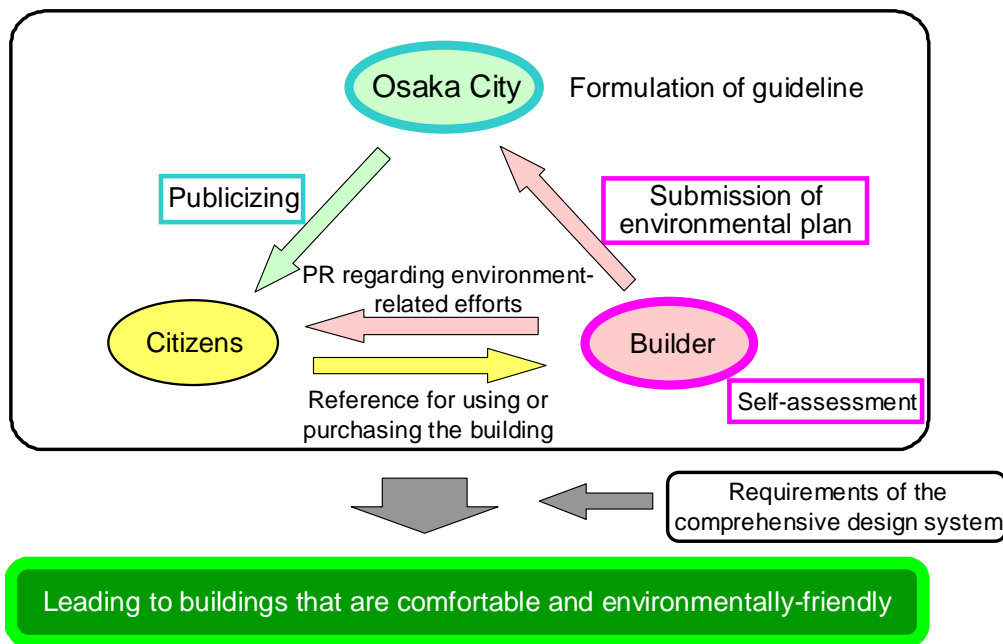 Osaka City
Formulation of guideline
Publicizing
Submission of
environmental plan
PR regarding environment-
related efforts
Citizens
Builder
Reference for using or
purchasing the building
Self-assessment
Requirements of the
comprehensive design system
Leading to buildings that are comfortable and environmentally-friendly